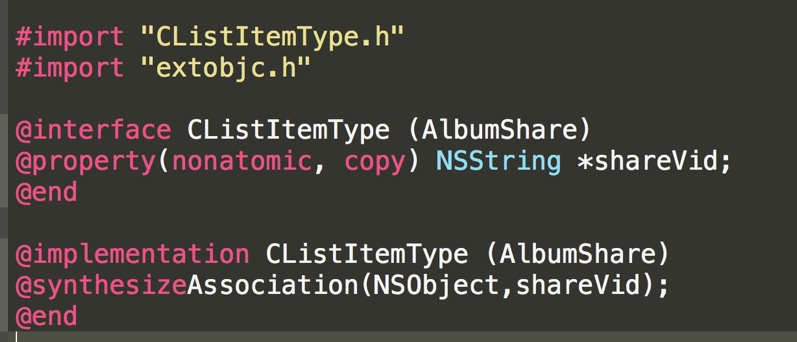 #import "CListItemType.h"
#import "extobjc.h"
@interface CListItemType (AlbumShare)
@property(nonatomic, copy) NSString *shareVid;
@end
@implementation CListItemType (AlbumShare)
@synthesizeAssociation(NSObject,shareVid);
@end